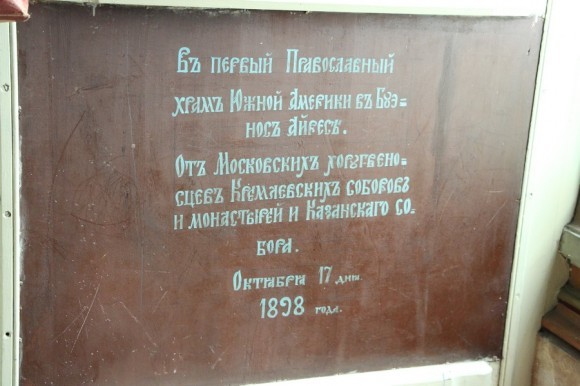 Въ первый Православный
храмъ Южной Америки въ Буэ=
носъ Айресъ.
Отъ Московскихъ хоругвено=
сцевъ Кремлевскихъ соборовъ
и монастырей и Казанскаго со-
бора.
Октября 17 дня.
1898 года.